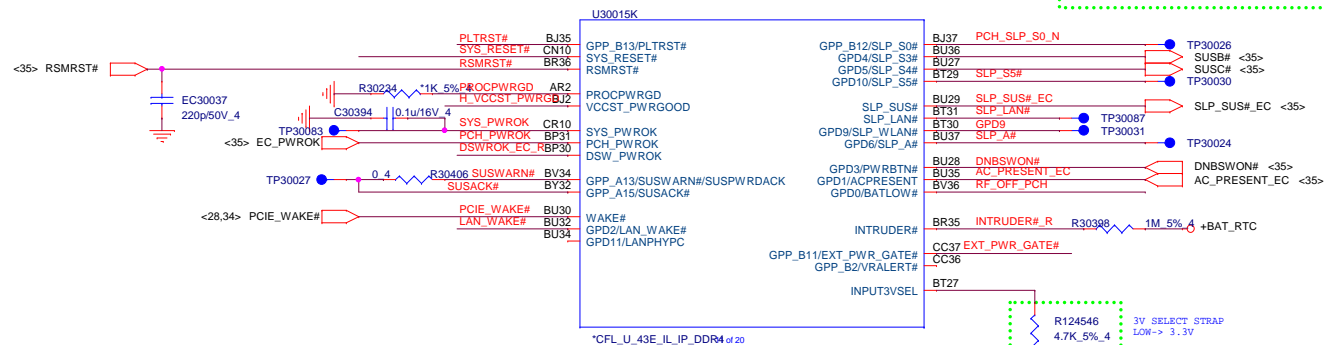 U30015K
PLTRST# BJ35 GPP_B13/PLTRST# GPP_B12/SLP_S0# BJ37 PCH_SLP_S0_N TP30026
SYS_RESET# CN10 SYS_RESET# GPD4/SLP_S3# BU36 SUSB# <35>
<35> RSMRST# RSMRST# BR36 RSMRST# GPD5/SLP_S4# BU27 SUSC# <35>
GPD10/SLP_S5# BT29 SLP_S5# TP30030
EC30037
220p/50V_4
R30234 *1K_5%_4 PROCPWRGD AR2 PROCPWRGD
H_VCCST_PWRGD BJ2 VCCST_PWRGOOD SLP_SUS# BU29 SLP_SUS#_EC SLP_SUS#_EC <35>
C30394 0.1u/16V_4 SLP_LAN# BT31 SLP_LAN# TP30087
TP30083 SYS_PWROK CR10 SYS_PWROK GPD9/SLP_WLAN# BT30 GPD9 TP30031
<35> EC_PWROK PCH_PWROK BP31 PCH_PWROK GPD6/SLP_A# BU37 SLP_A# TP30024
DSWROK_EC_R BP30 DSW_PWROK
GPD3/PWRBTN# BU28 DNBSWON# DNBSWON# <35>
TP30027 0_4 R30406 SUSWARN# BV34 GPP_A13/SUSWARN#/SUSPWRDACK GPD1/ACPRESENT BU35 AC_PRESENT_EC AC_PRESENT_EC <35>
SUSACK# BY32 GPP_A15/SUSACK# GPD0/BATLOW# BV36 RF_OFF_PCH
<28,34> PCIE_WAKE# PCIE_WAKE# BU30 WAKE#
LAN_WAKE# BU32 GPD2/LAN_WAKE# INTRUDER# BR35 INTRUDER#_R R30398 1M_5%_4 +BAT_RTC
BU34 GPD11/LANPHYPC
GPP_B11/EXT_PWR_GATE# CC37 EXT_PWR_GATE#
GPP_B2/VRALERT# CC36
INPUT3VSEL BT27
R124546 3V SELECT STRAP
4.7K_5%_4 LOW-> 3.3V
*CFL_U_43E_IL_IP_DDR4 of 20